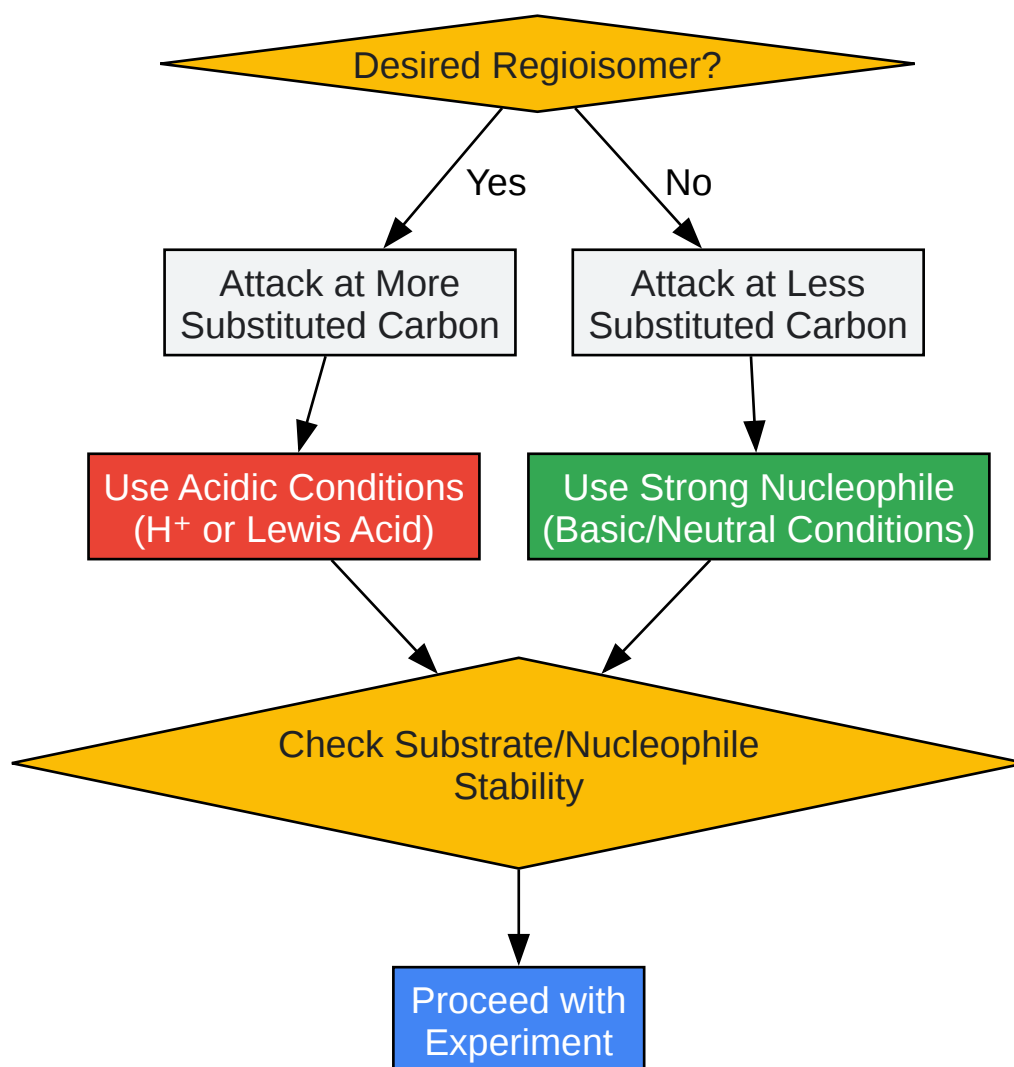 Desired Regioisomer?
Yes
No
Attack at More
Substituted Carbon
Attack at Less
Substituted Carbon
Use Acidic Conditions
(H⁺ or Lewis Acid)
Use Strong Nucleophile
(Basic/Neutral Conditions)
Check Substrate/Nucleophile
Stability
Proceed with
Experiment